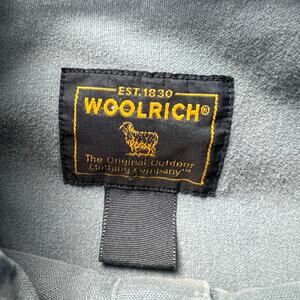 EST. 1830
WOOLRICH®
The Original Outdoor
Clothing Company™